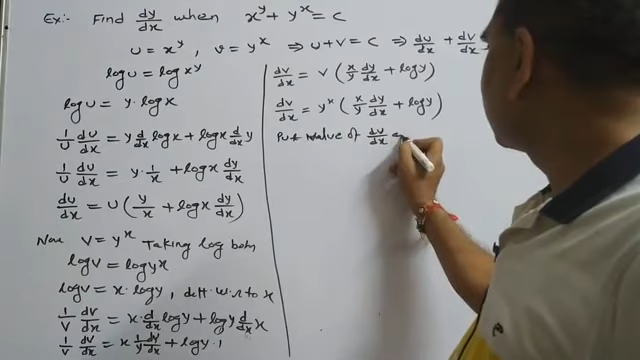 Ex:- Find dy/dx when x^y + y^x = c
u = x^y , v = y^x ⇒ u+v = c ⇒ du/dx + dv/dx
log u = log x^y
log u = y · log x
1/u du/dx = y d/dx log x + log x d/dx y
1/u du/dx = y · 1/x + log x dy/dx
du/dx = u ( y/x + log x dy/dx )
Now v = y^x Taking log both
log v = log y^x
log v = x · log y , diff w.r to x
1/v dv/dx = x · d/dx log y + log y d/dx x
1/v dv/dx = x 1/y dy/dx + log y · 1
dv/dx = v ( x/y dy/dx + log y )
dv/dx = y^x ( x/y dy/dx + log y )
Put value of du/dx